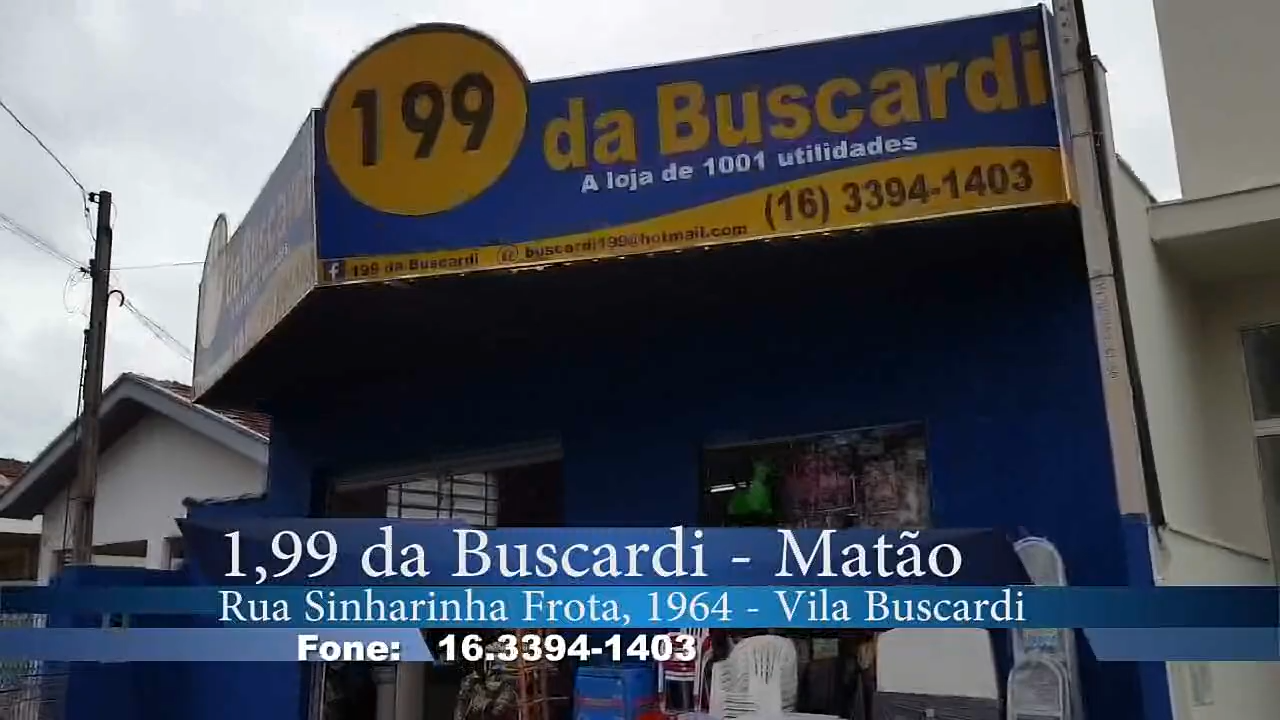 199
da Buscardi
A loja de 1001 utilidades
(16) 3394-1403
199 da Buscardi buscardi199@hotmail.com
1,99 da Buscardi - Matão
Rua Sinharinha Frota, 1964 - Vila Buscardi
Fone: 16.3394-1403